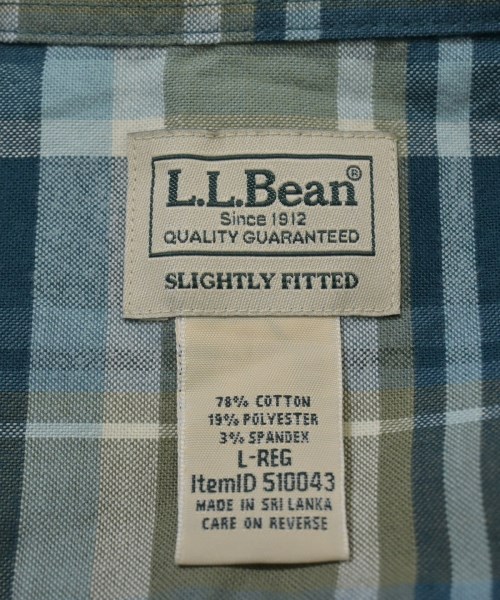 L.L.Bean®
Since 1912
QUALITY GUARANTEED
SLIGHTLY FITTED
78% COTTON
19% POLYESTER
3% SPANDEX
L-REG
ItemID 510043
MADE IN SRI LANKA
CARE ON REVERSE